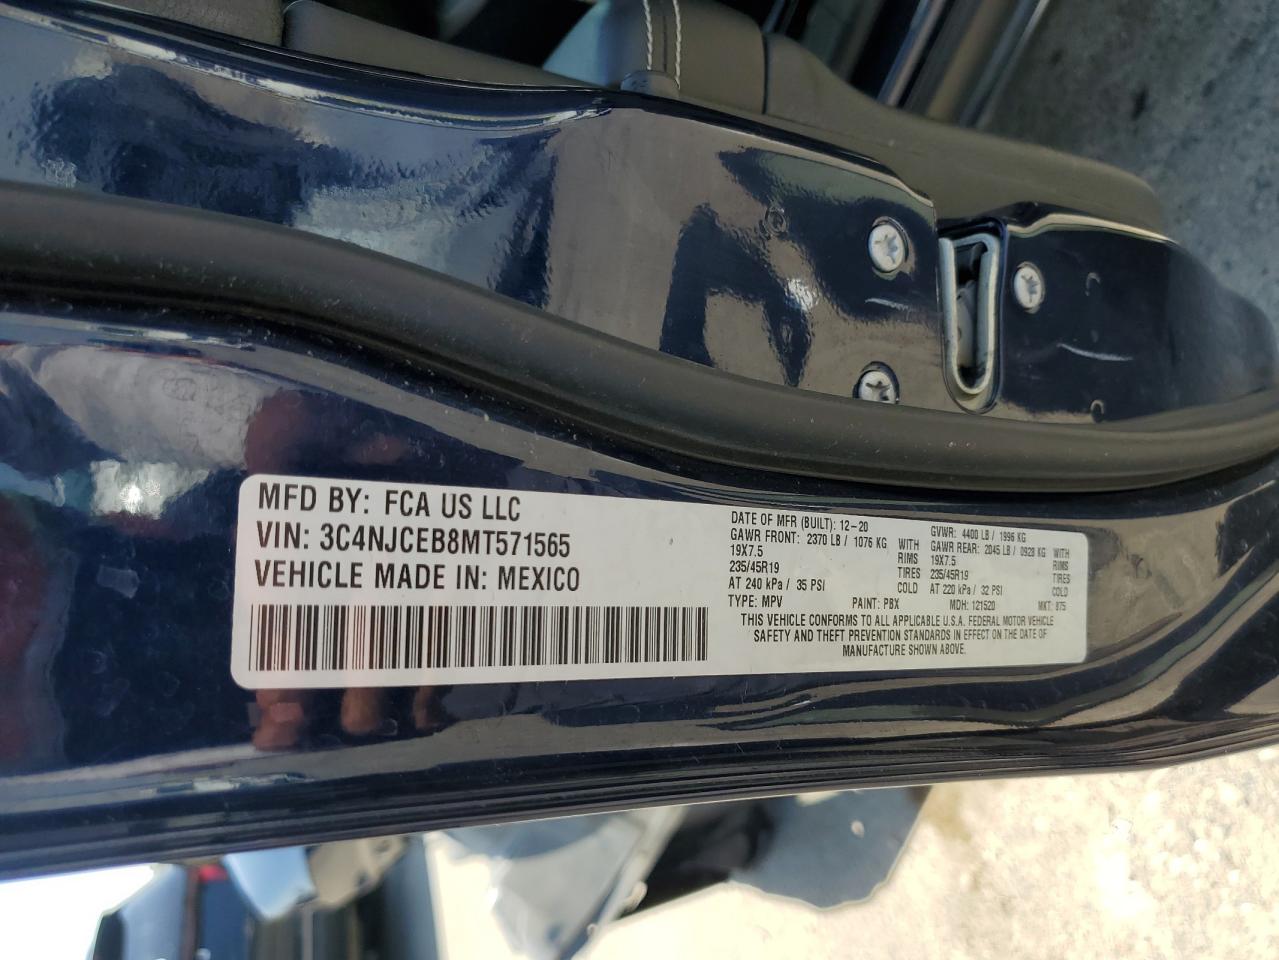 MFD BY: FCA US LLC
VIN: 3C4NJCEB8MT571565
VEHICLE MADE IN: MEXICO
DATE OF MFR (BUILT): 12-20 GVWR: 4400 LB / 1996 KG
GAWR FRONT: 2370 LB / 1076 KG WITH GAWR REAR: 2045 LB / 0928 KG WITH
19X7.5 RIMS 19X7.5 RIMS
235/45R19 TIRES 235/45R19 TIRES
AT 240 kPa / 35 PSI COLD AT 220 kPa / 32 PSI COLD
TYPE: MPV PAINT: PBX MDH: 121520 MKT: 875
THIS VEHICLE CONFORMS TO ALL APPLICABLE U.S.A. FEDERAL MOTOR VEHICLE
SAFETY AND THEFT PREVENTION STANDARDS IN EFFECT ON THE DATE OF
MANUFACTURE SHOWN ABOVE.